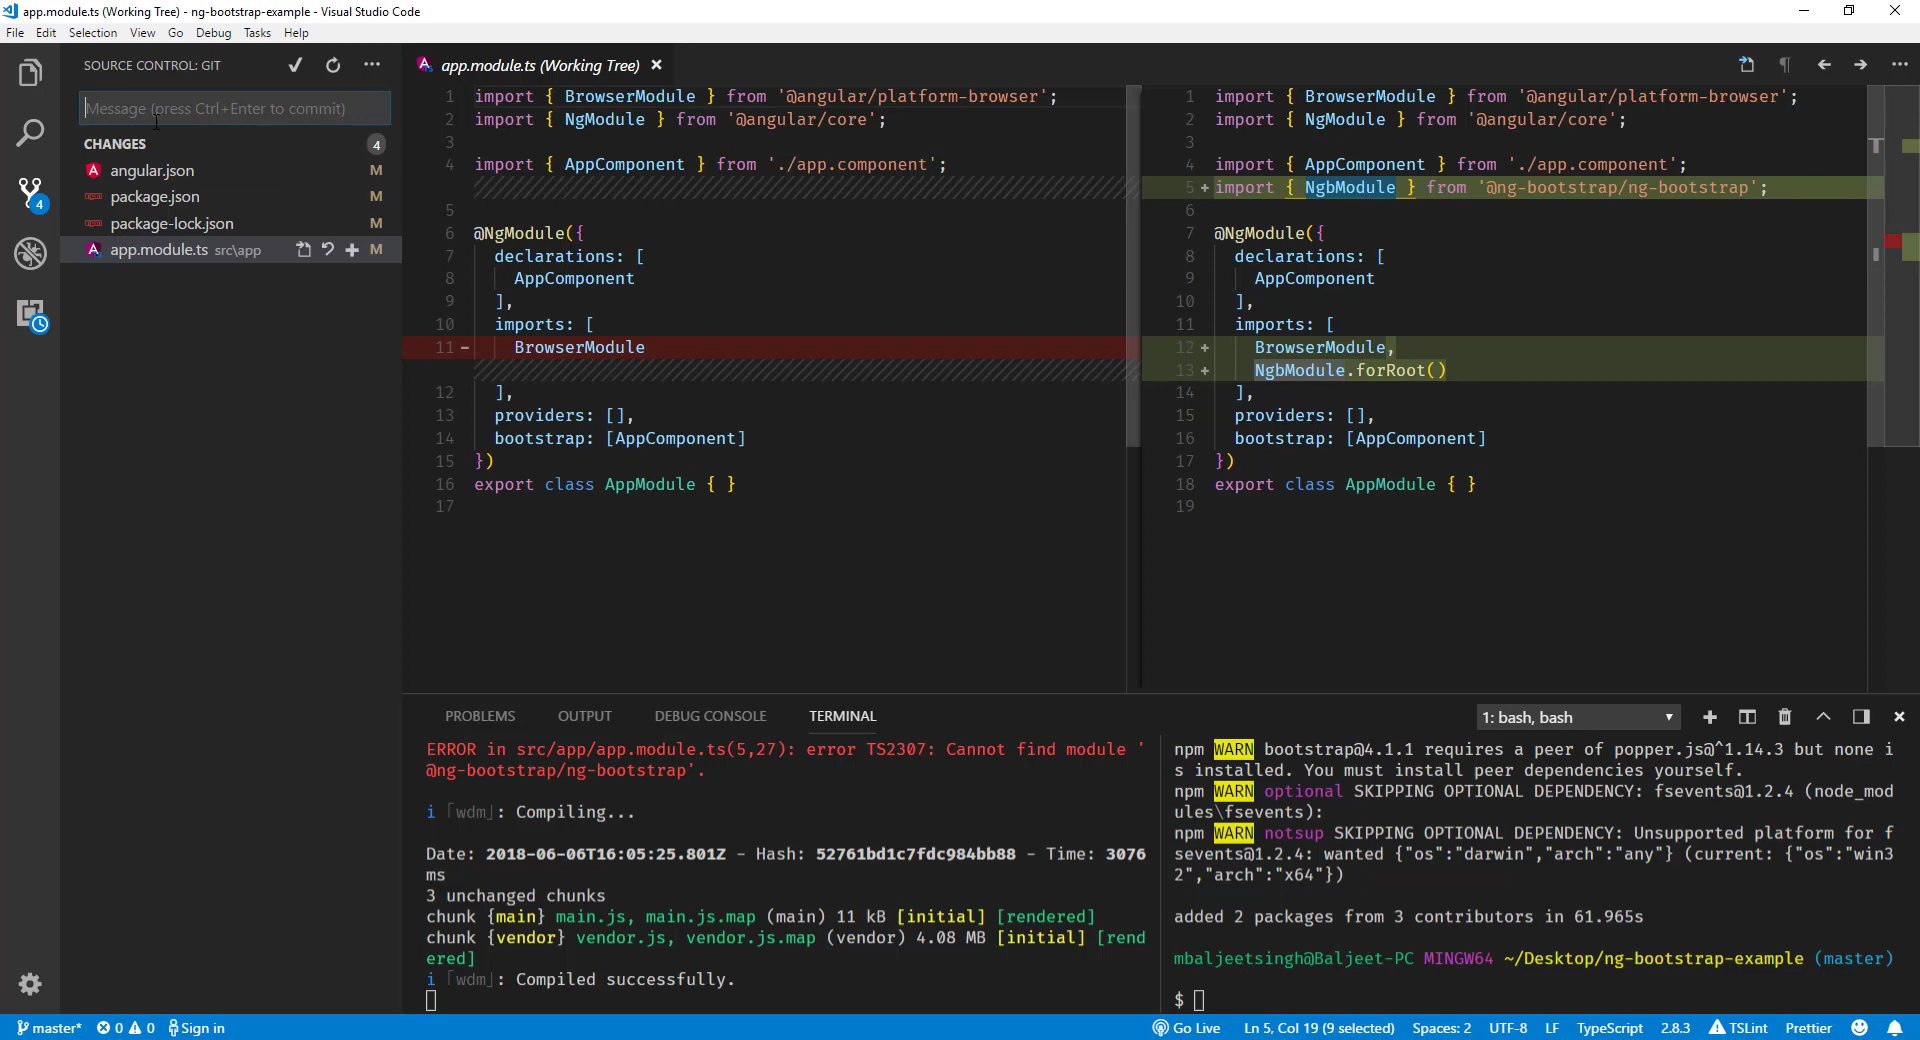 app.module.ts (Working Tree) - ng-bootstrap-example - Visual Studio Code
File Edit Selection View Go Debug Tasks Help
SOURCE CONTROL: GIT
Message (press Ctrl+Enter to commit)
CHANGES 4
angular.json M
package.json M
package-lock.json M
app.module.ts src\app M
4
app.module.ts (Working Tree)
1 import { BrowserModule } from '@angular/platform-browser';
2 import { NgModule } from '@angular/core';
3
4 import { AppComponent } from './app.component';
5
6 @NgModule({
7 declarations: [
8 AppComponent
9 ],
10 imports: [
11 - BrowserModule
12 ],
13 providers: [],
14 bootstrap: [AppComponent]
15 })
16 export class AppModule { }
17
1 import { BrowserModule } from '@angular/platform-browser';
2 import { NgModule } from '@angular/core';
3
4 import { AppComponent } from './app.component';
5 + import { NgbModule } from '@ng-bootstrap/ng-bootstrap';
6
7 @NgModule({
8 declarations: [
9 AppComponent
10 ],
11 imports: [
12 + BrowserModule,
13 + NgbModule.forRoot()
14 ],
15 providers: [],
16 bootstrap: [AppComponent]
17 })
18 export class AppModule { }
19
PROBLEMS OUTPUT DEBUG CONSOLE TERMINAL
1: bash, bash
ERROR in src/app/app.module.ts(5,27): error TS2307: Cannot find module '
@ng-bootstrap/ng-bootstrap'.
i ｢wdm｣: Compiling...
Date: 2018-06-06T16:05:25.801Z - Hash: 52761bd1c7fdc984bb88 - Time: 3076
ms
3 unchanged chunks
chunk {main} main.js, main.js.map (main) 11 kB [initial] [rendered]
chunk {vendor} vendor.js, vendor.js.map (vendor) 4.08 MB [initial] [rend
ered]
i ｢wdm｣: Compiled successfully.
npm WARN bootstrap@4.1.1 requires a peer of popper.js@^1.14.3 but none i
s installed. You must install peer dependencies yourself.
npm WARN optional SKIPPING OPTIONAL DEPENDENCY: fsevents@1.2.4 (node_mod
ules\fsevents):
npm WARN notsup SKIPPING OPTIONAL DEPENDENCY: Unsupported platform for f
sevents@1.2.4: wanted {"os":"darwin","arch":"any"} (current: {"os":"win3
2","arch":"x64"})
added 2 packages from 3 contributors in 61.965s
mbaljeetsingh@Baljeet-PC MINGW64 ~/Desktop/ng-bootstrap-example (master)
$
master* 0 0 Sign in
Go Live Ln 5, Col 19 (9 selected) Spaces: 2 UTF-8 LF TypeScript 2.8.3 TSLint Prettier